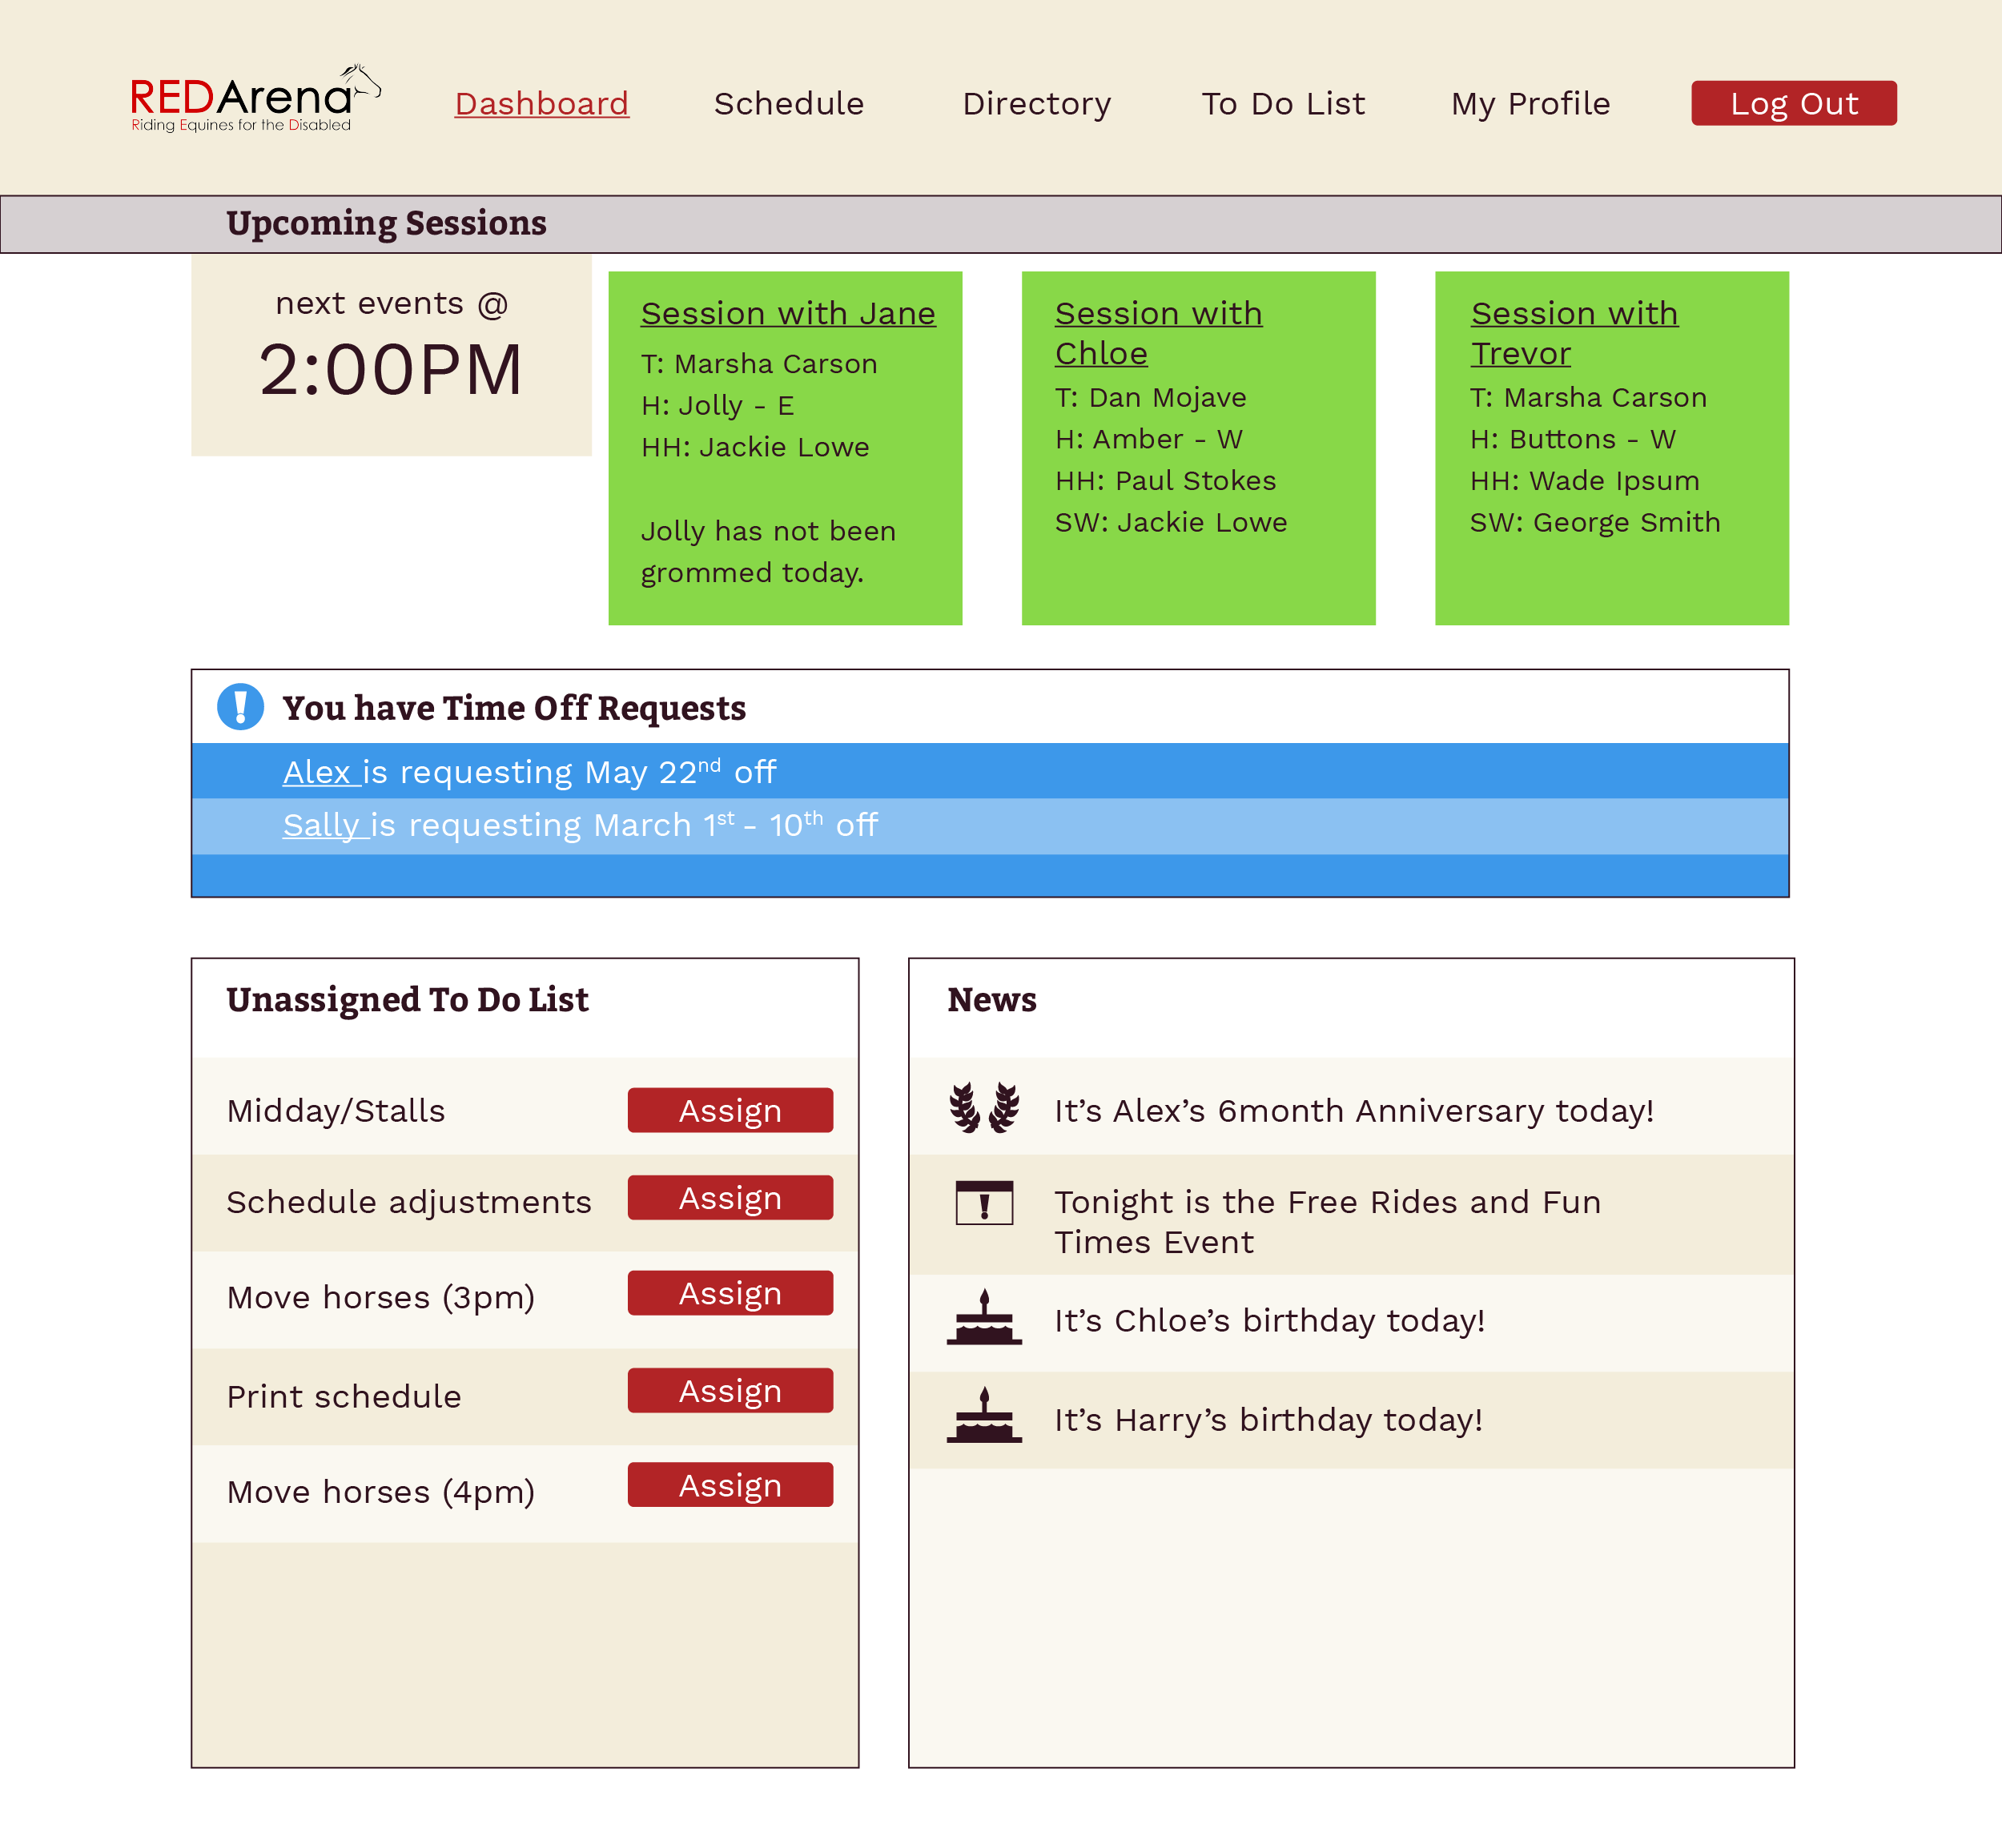 REDArena
Riding Equines for the Disabled
Dashboard
Schedule
Directory
To Do List
My Profile
Log Out
Upcoming Sessions
next events @
2:00PM
Session with Jane
T: Marsha Carson
H: Jolly - E
HH: Jackie Lowe
Jolly has not been
grommed today.
Session with
Chloe
T: Dan Mojave
H: Amber - W
HH: Paul Stokes
SW: Jackie Lowe
Session with
Trevor
T: Marsha Carson
H: Buttons - W
HH: Wade Ipsum
SW: George Smith
You have Time Off Requests
Alex is requesting May 22nd off
Sally is requesting March 1st - 10th off
Unassigned To Do List
Midday/Stalls
Assign
Schedule adjustments
Assign
Move horses (3pm)
Assign
Print schedule
Assign
Move horses (4pm)
Assign
News
It’s Alex’s 6month Anniversary today!
Tonight is the Free Rides and Fun
Times Event
It’s Chloe’s birthday today!
It’s Harry’s birthday today!